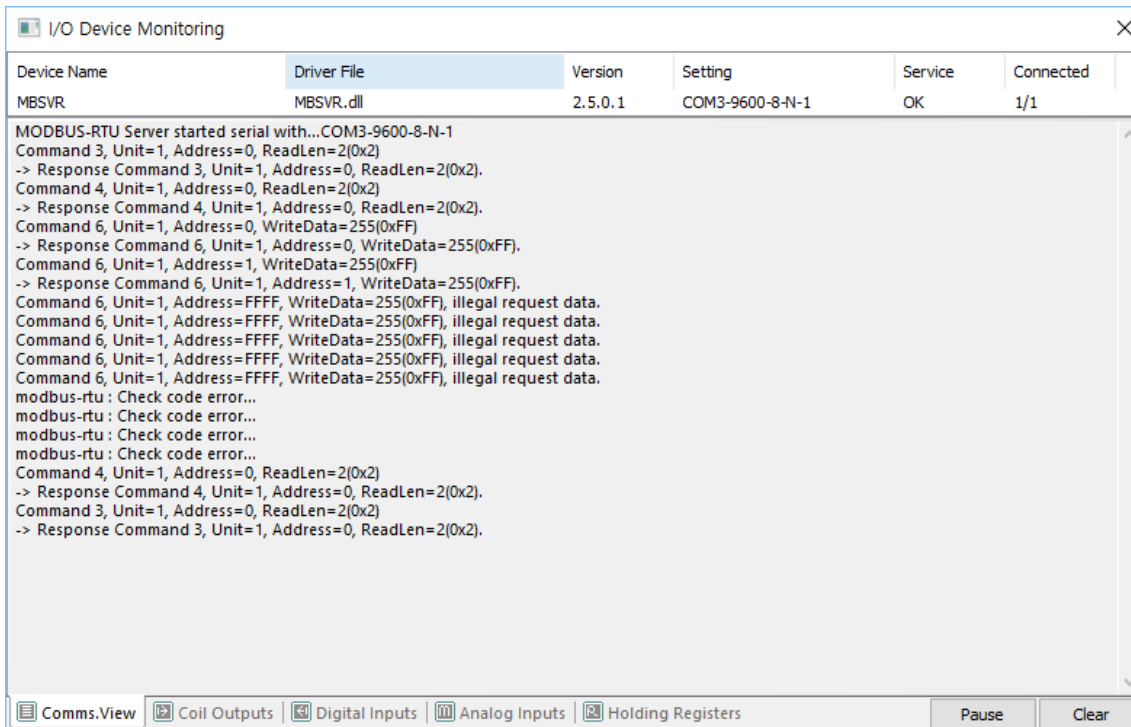 I/O Device Monitoring
Device Name Driver File Version Setting Service Connected
MBSVR MBSVR.dll 2.5.0.1 COM3-9600-8-N-1 OK 1/1
MODBUS-RTU Server started serial with...COM3-9600-8-N-1
Command 3, Unit=1, Address=0, ReadLen=2(0x2)
-> Response Command 3, Unit=1, Address=0, ReadLen=2(0x2).
Command 4, Unit=1, Address=0, ReadLen=2(0x2)
-> Response Command 4, Unit=1, Address=0, ReadLen=2(0x2).
Command 6, Unit=1, Address=0, WriteData=255(0xFF)
-> Response Command 6, Unit=1, Address=0, WriteData=255(0xFF).
Command 6, Unit=1, Address=1, WriteData=255(0xFF)
-> Response Command 6, Unit=1, Address=1, WriteData=255(0xFF).
Command 6, Unit=1, Address=FFFF, WriteData=255(0xFF), illegal request data.
Command 6, Unit=1, Address=FFFF, WriteData=255(0xFF), illegal request data.
Command 6, Unit=1, Address=FFFF, WriteData=255(0xFF), illegal request data.
Command 6, Unit=1, Address=FFFF, WriteData=255(0xFF), illegal request data.
Command 6, Unit=1, Address=FFFF, WriteData=255(0xFF), illegal request data.
modbus-rtu : Check code error...
modbus-rtu : Check code error...
modbus-rtu : Check code error...
modbus-rtu : Check code error...
Command 4, Unit=1, Address=0, ReadLen=2(0x2)
-> Response Command 4, Unit=1, Address=0, ReadLen=2(0x2).
Command 3, Unit=1, Address=0, ReadLen=2(0x2)
-> Response Command 3, Unit=1, Address=0, ReadLen=2(0x2).
Comms.View Coil Outputs Digital Inputs Analog Inputs Holding Registers Pause Clear